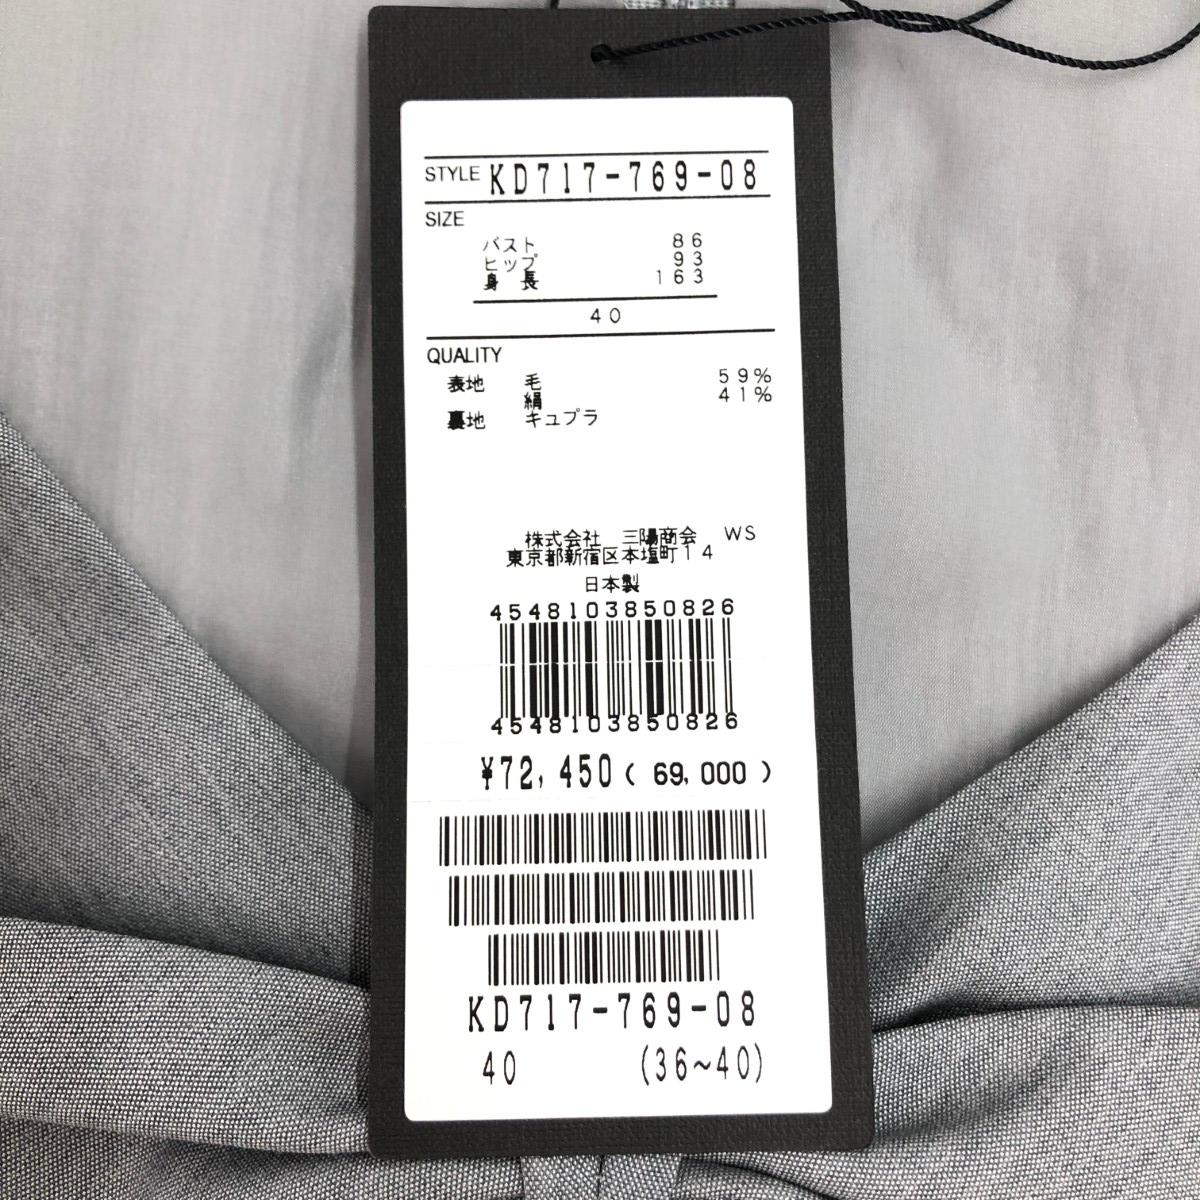 STYLE KD717-769-08
SIZE
バスト 86
ヒップ 93
身長 163
40
QUALITY
表地 毛 59%
絹 41%
裏地 キュプラ
株式会社 三陽商会 WS
東京都新宿区本塩町14
日本製
4548103850826
4548103850826
¥72,450 ( 69,000 )
KD717-769-08
40 (36~40)